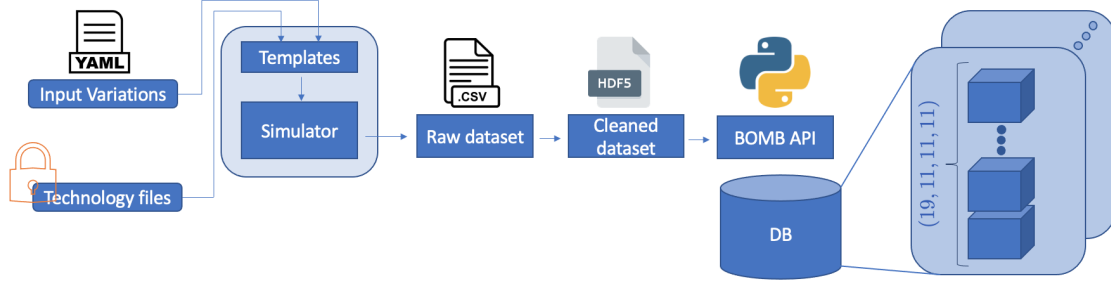 YAML
Input Variations
Technology files
Templates
Simulator
.CSV
Raw dataset
HDF5
Cleaned
dataset
BOMB API
DB
(19, 11, 11, 11)